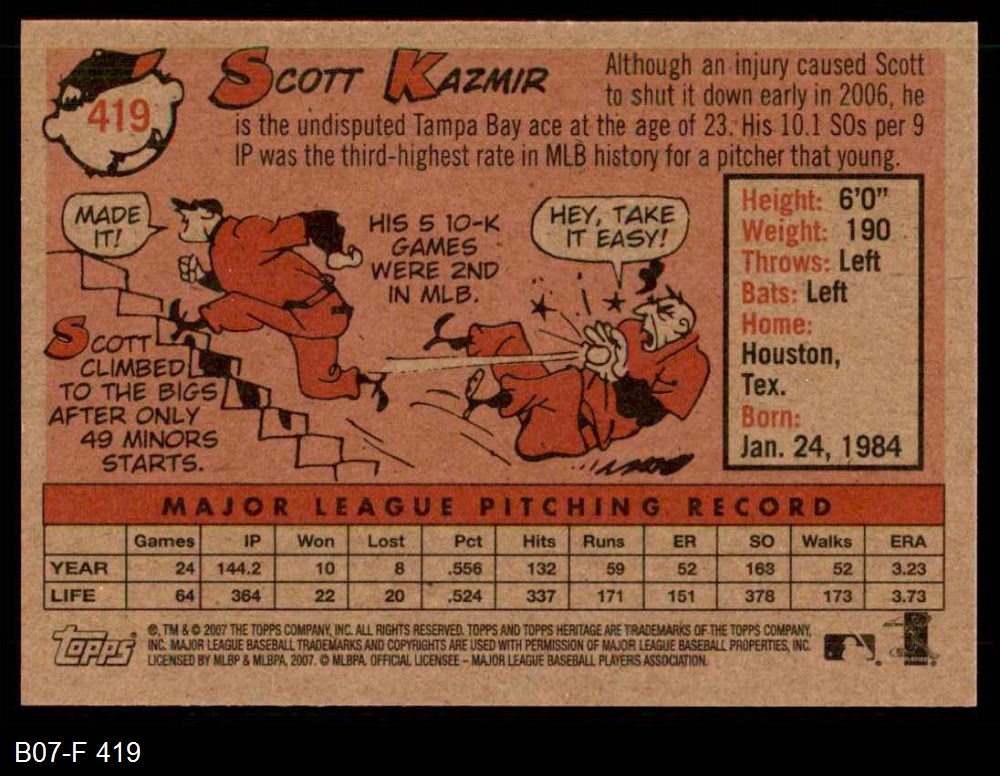 419
SCOTT KAZMIR
Although an injury caused Scott
to shut it down early in 2006, he
is the undisputed Tampa Bay ace at the age of 23. His 10.1 SOs per 9
IP was the third-highest rate in MLB history for a pitcher that young.
MADE
IT!
HIS 5 10-K
GAMES
WERE 2ND
IN MLB.
HEY, TAKE
IT EASY!
SCOTT
CLIMBED
TO THE BIGS
AFTER ONLY
49 MINORS
STARTS.
Height: 6'0"
Weight: 190
Throws: Left
Bats: Left
Home:
Houston,
Tex.
Born:
Jan. 24, 1984
MAJOR LEAGUE PITCHING RECORD
Games IP Won Lost Pct Hits Runs ER SO Walks ERA
YEAR 24 144.2 10 8 .556 132 59 52 163 52 3.23
LIFE 64 364 22 20 .524 337 171 151 378 173 3.73
topps
®, TM & © 2007 THE TOPPS COMPANY, INC. ALL RIGHTS RESERVED. TOPPS AND TOPPS HERITAGE ARE TRADEMARKS OF THE TOPPS COMPANY,
INC. MAJOR LEAGUE BASEBALL TRADEMARKS AND COPYRIGHTS ARE USED WITH PERMISSION OF MAJOR LEAGUE BASEBALL PROPERTIES, INC.
LICENSED BY MLBP & MLBPA, 2007. © MLBPA. OFFICIAL LICENSEE – MAJOR LEAGUE BASEBALL PLAYERS ASSOCIATION.
B07-F 419